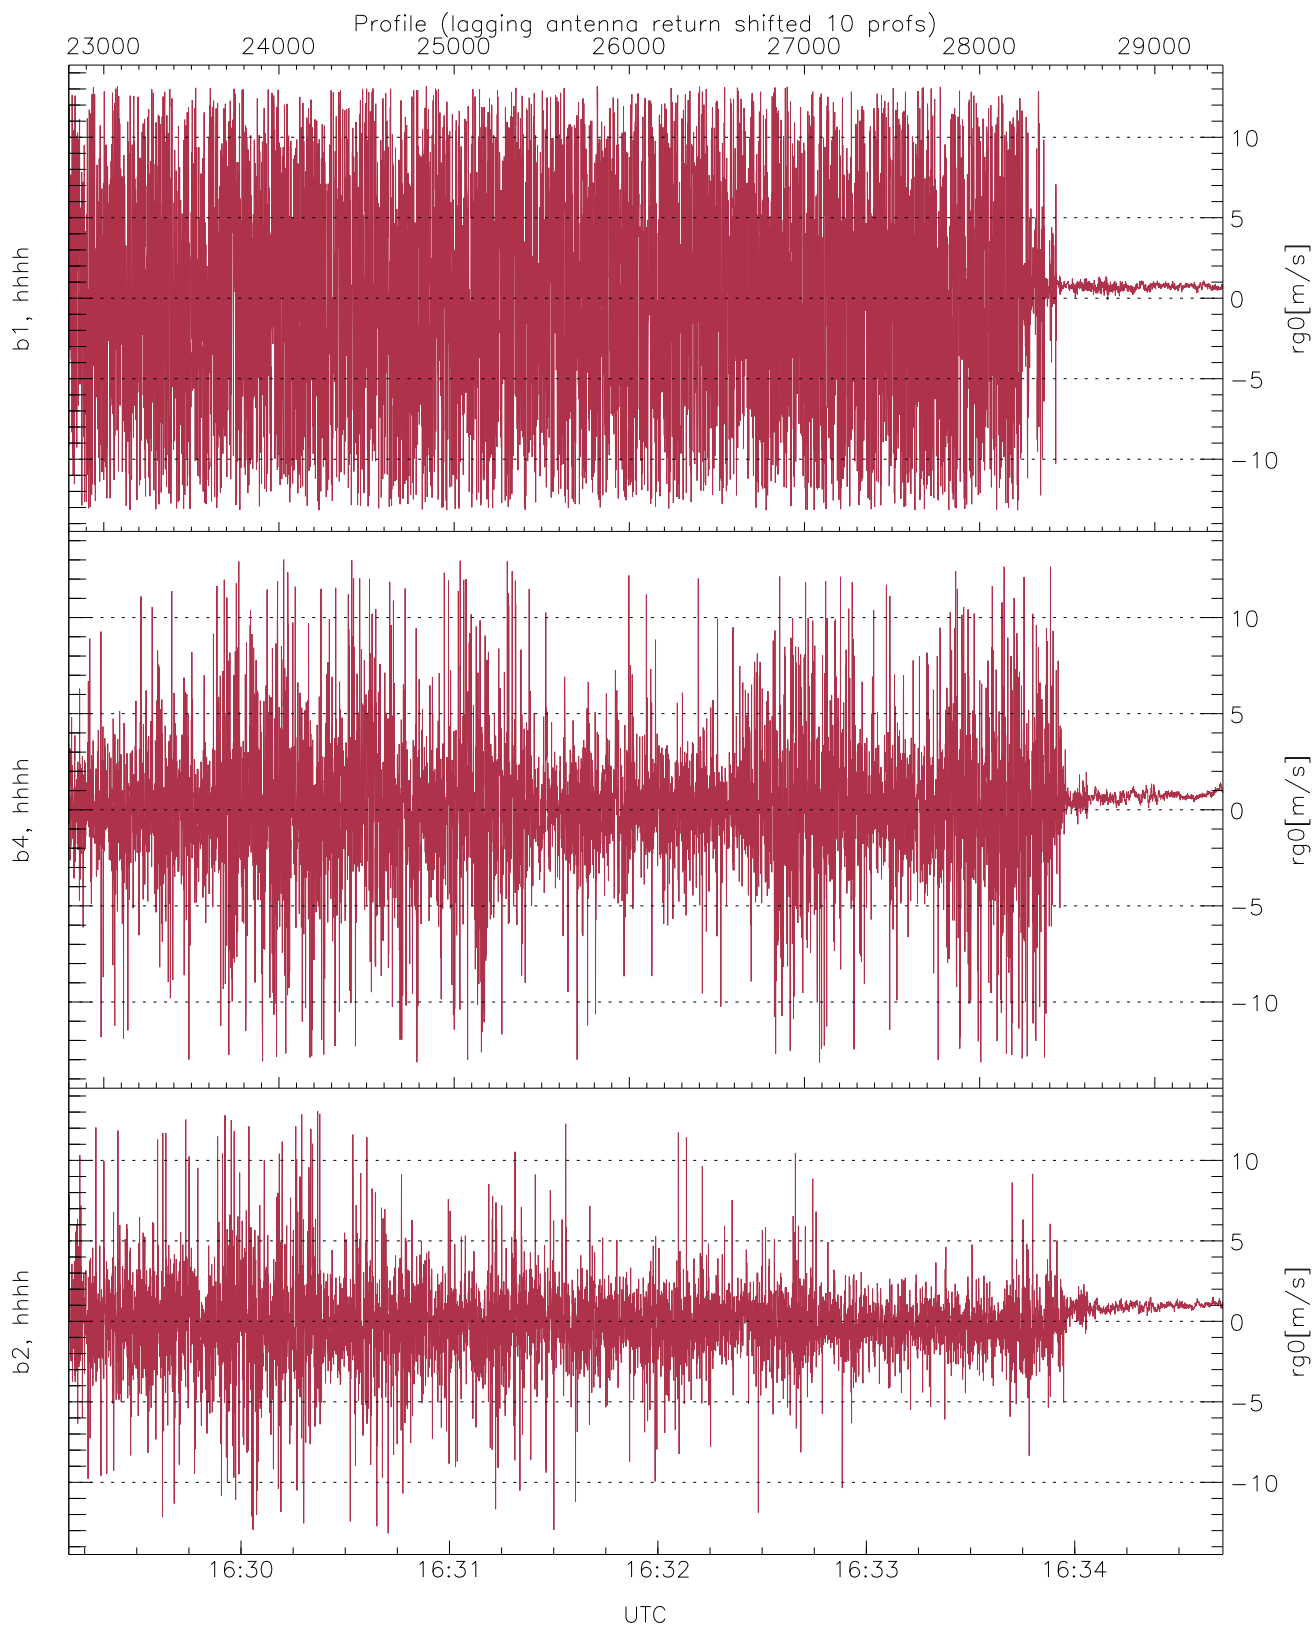 Profile (lagging antenna return shifted 10 profs)
23000 24000 25000 26000 27000 28000 29000
b1, hhhh
10
5
0
−5
−10
rg0[m/s]
b4, hhhh
10
5
0
−5
−10
rg0[m/s]
b2, hhhh
10
5
0
−5
−10
rg0[m/s]
16:30 16:31 16:32 16:33 16:34
UTC